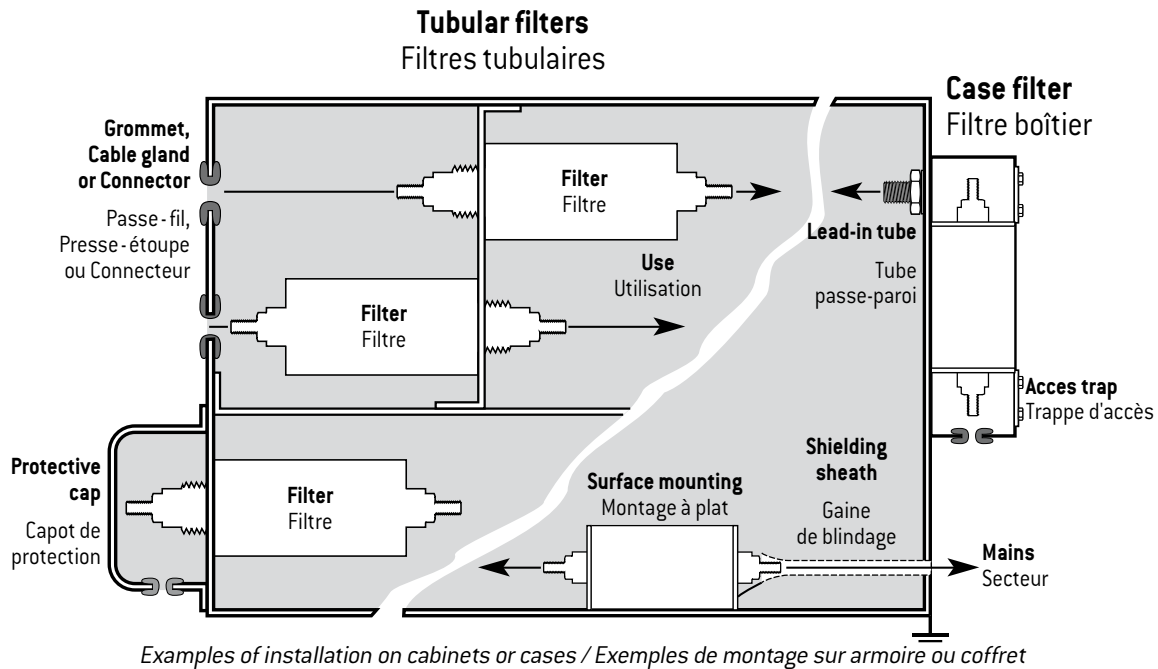 Tubular filters
Filtres tubulaires
Case filter
Filtre boîtier
Grommet,
Cable gland
or Connector
Passe-fil,
Presse-étoupe
ou Connecteur
Filter
Filtre
Lead-in tube
Tube
passe-paroi
Use
Utilisation
Filter
Filtre
Acces trap
Trappe d'accès
Protective
cap
Capot de
protection
Filter
Filtre
Surface mounting
Montage à plat
Shielding
sheath
Gaine
de blindage
Mains
Secteur
Examples of installation on cabinets or cases / Exemples de montage sur armoire ou coffret